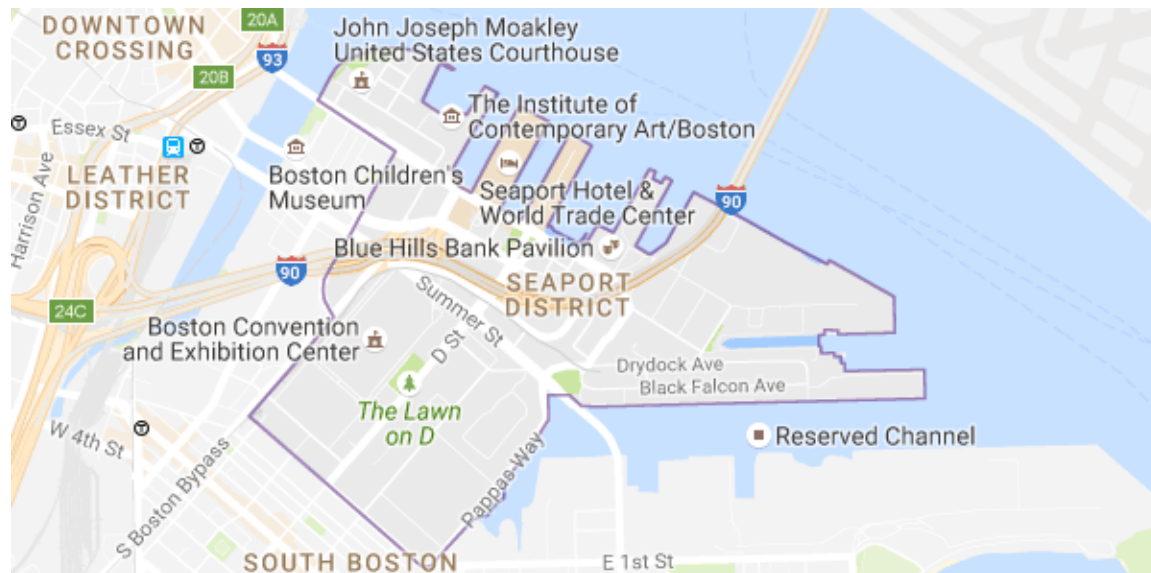 20A
DOWNTOWN
CROSSING
John Joseph Moakley
United States Courthouse
93
20B
The Institute of
Contemporary Art/Boston
Essex St
T
T
LEATHER
DISTRICT
Boston Children's
Museum
Seaport Hotel &
World Trade Center
90
Harrison Ave
Blue Hills Bank Pavilion
90
SEAPORT
DISTRICT
24C
Summer St
Boston Convention
and Exhibition Center
D St
Drydock Ave
Black Falcon Ave
The Lawn
on D
T
W 4th St
Reserved Channel
S Boston Bypass
Pappas Way
SOUTH BOSTON
E 1st St